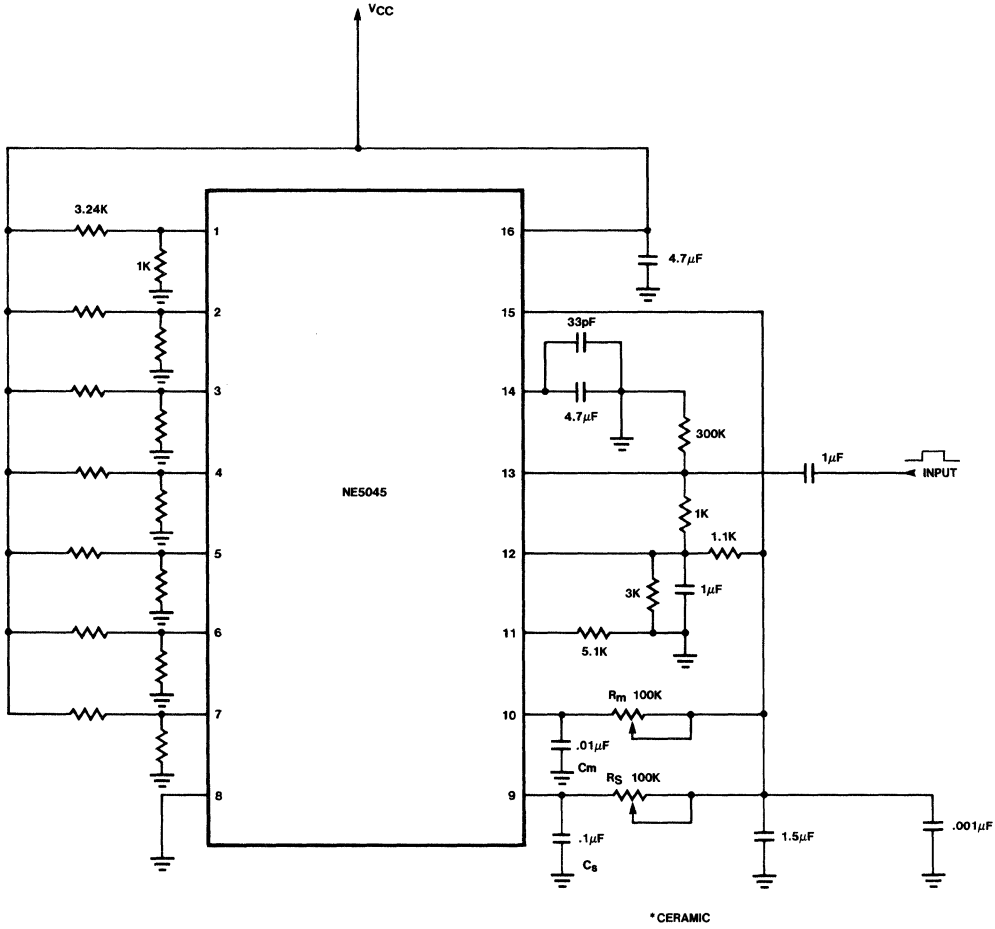 VCC
3.24K
1
16
1K
4.7μF
2
15
33pF
3
14
4.7μF
300K
4
13
1μF
INPUT
NE5045
1K
1.1K
5
12
3K
1μF
6
11
5.1K
Rm 100K
7
10
.01μF
Cm
RS 100K
8
9
.1μF
1.5μF
.001μF
Cs
*CERAMIC